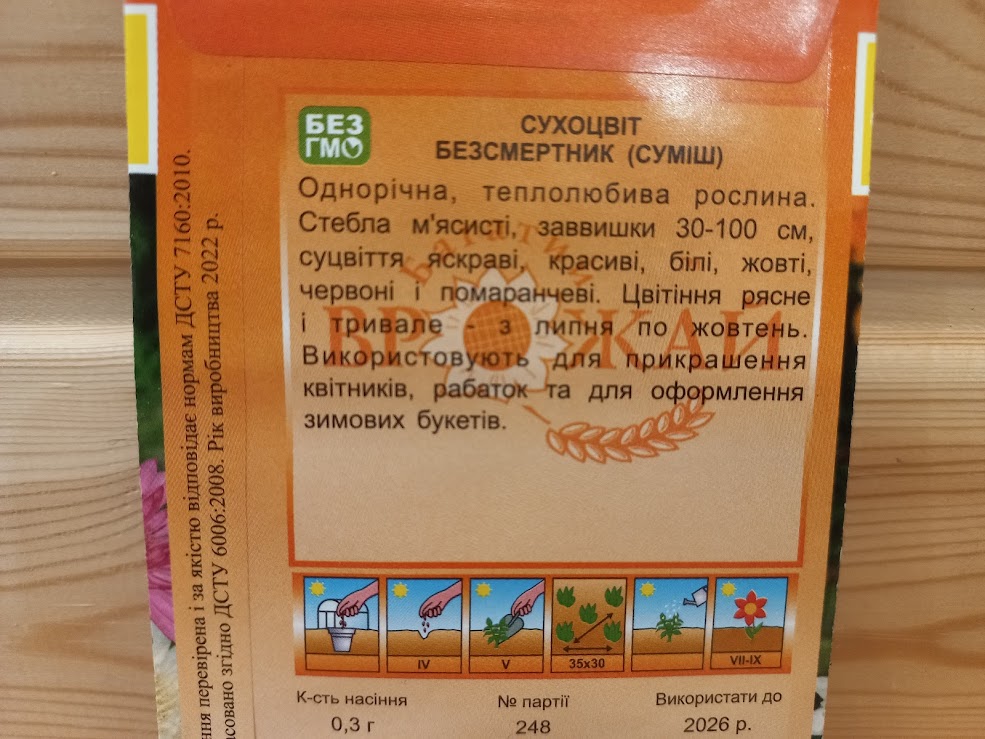 БЕЗ
ГМО
СУХОЦВІТ
БЕЗСМЕРТНИК (СУМІШ)
Однорічна, теплолюбива рослина.
Стебла м'ясисті, заввишки 30-100 см,
суцвіття яскраві, красиві, білі, жовті,
червоні і помаранчеві. Цвітіння рясне
і тривале - з липня по жовтень.
Використовують для прикрашення
квітників, рабаток та для оформлення
зимових букетів.
Багатий
ВРОЖАЙ
IV
V
35х30
VII-IX
К-сть насіння
0,3 г
№ партії
248
Використати до
2026 р.
перевірена і за якістю відповідає нормам ДСТУ 7160:2010.
згідно ДСТУ 6006:2008. Рік виробництва 2022 р.